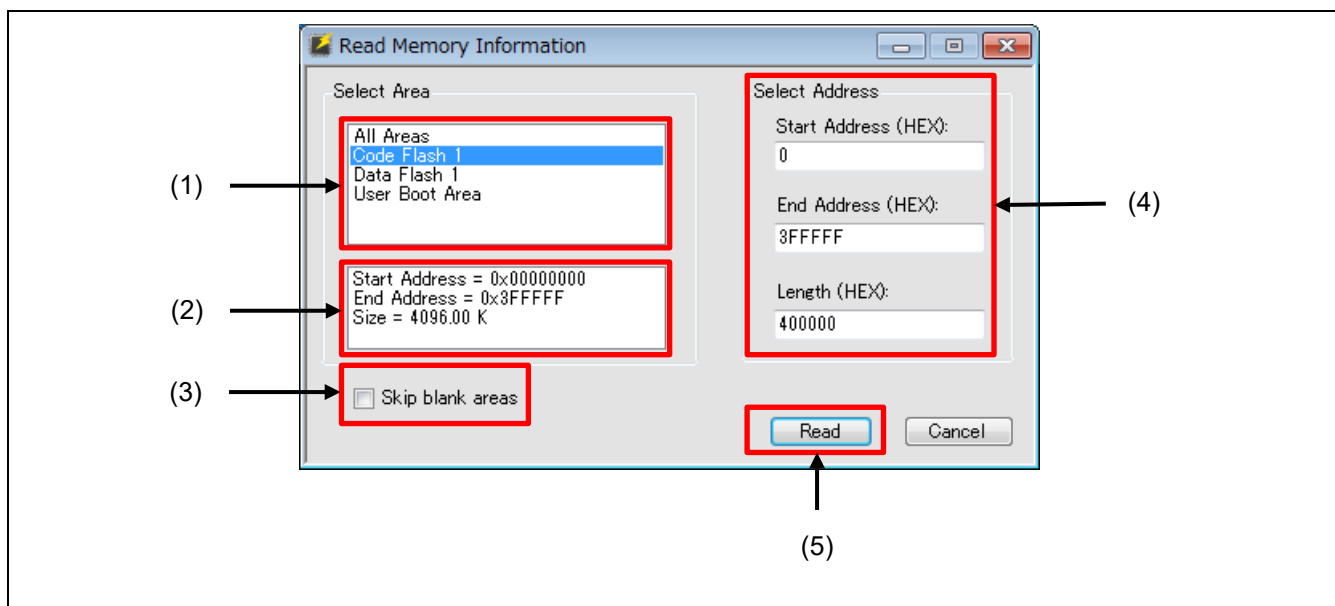 Read Memory Information
Select Area
All Areas
Code Flash 1
Data Flash 1
User Boot Area
(1)
Start Address = 0x00000000
End Address = 0x3FFFFF
Size = 4096.00 K
(2)
Skip blank areas
(3)
Select Address
Start Address (HEX):
0
End Address (HEX):
3FFFFF
Length (HEX):
400000
(4)
Read
Cancel
(5)